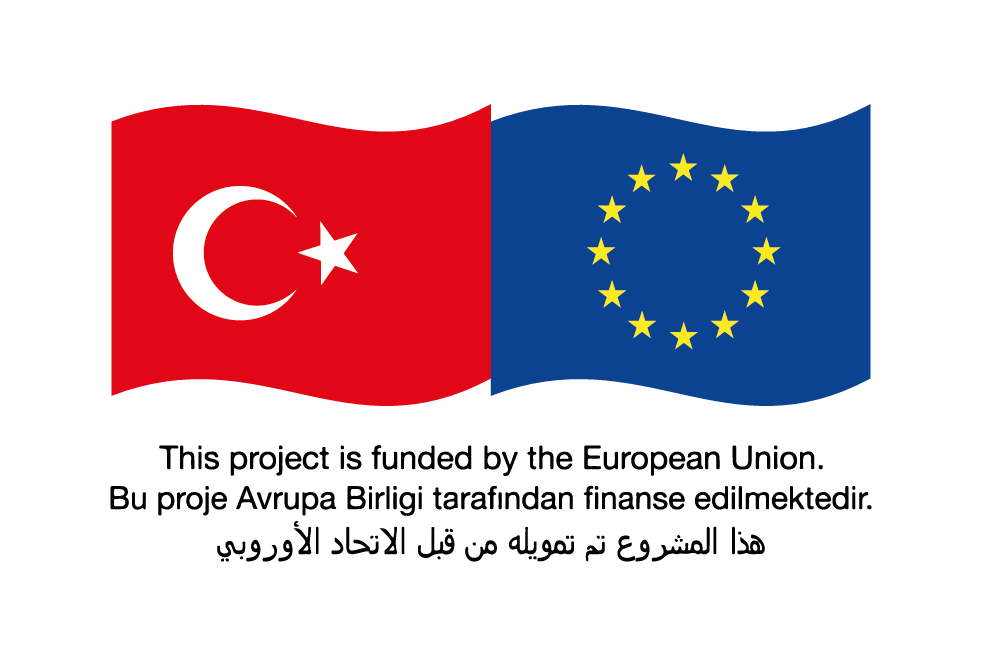 This project is funded by the European Union.
Bu proje Avrupa Birligi tarafından finanse edilmektedir.
هذا المشروع تم تمويله من قبل الاتحاد الأوروبي